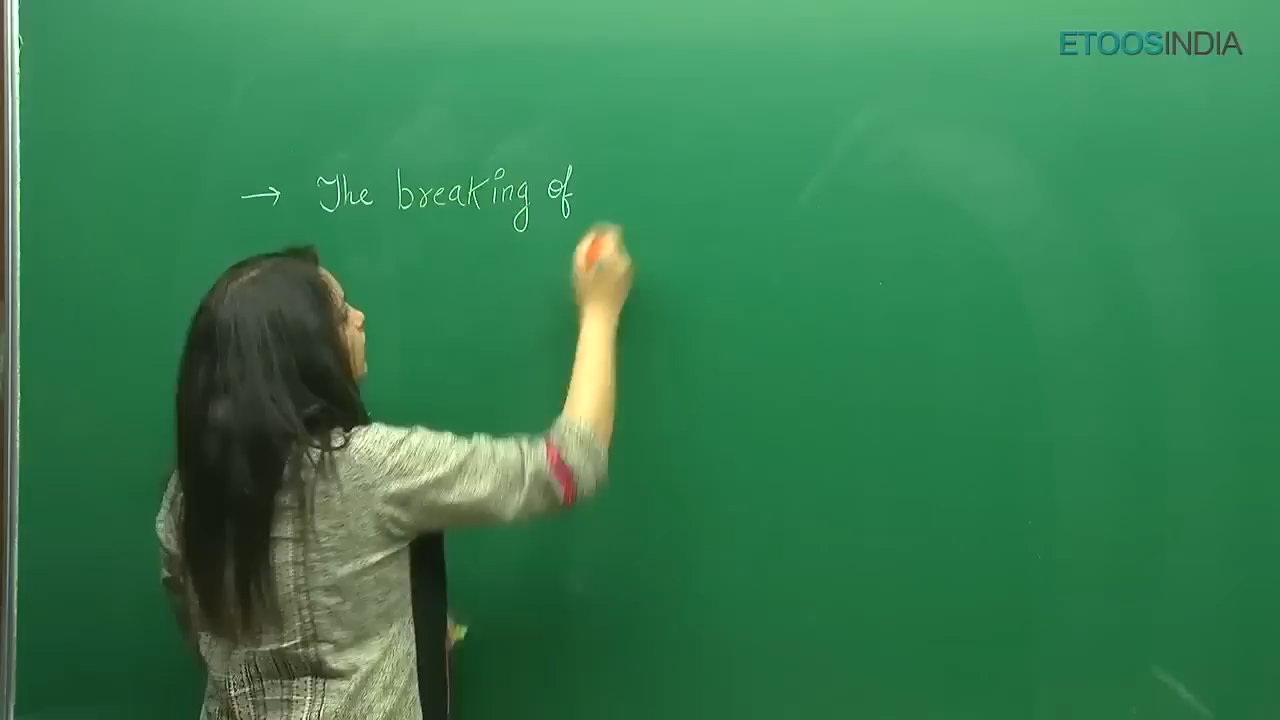 ETOOSINDIA
→ The breaking of